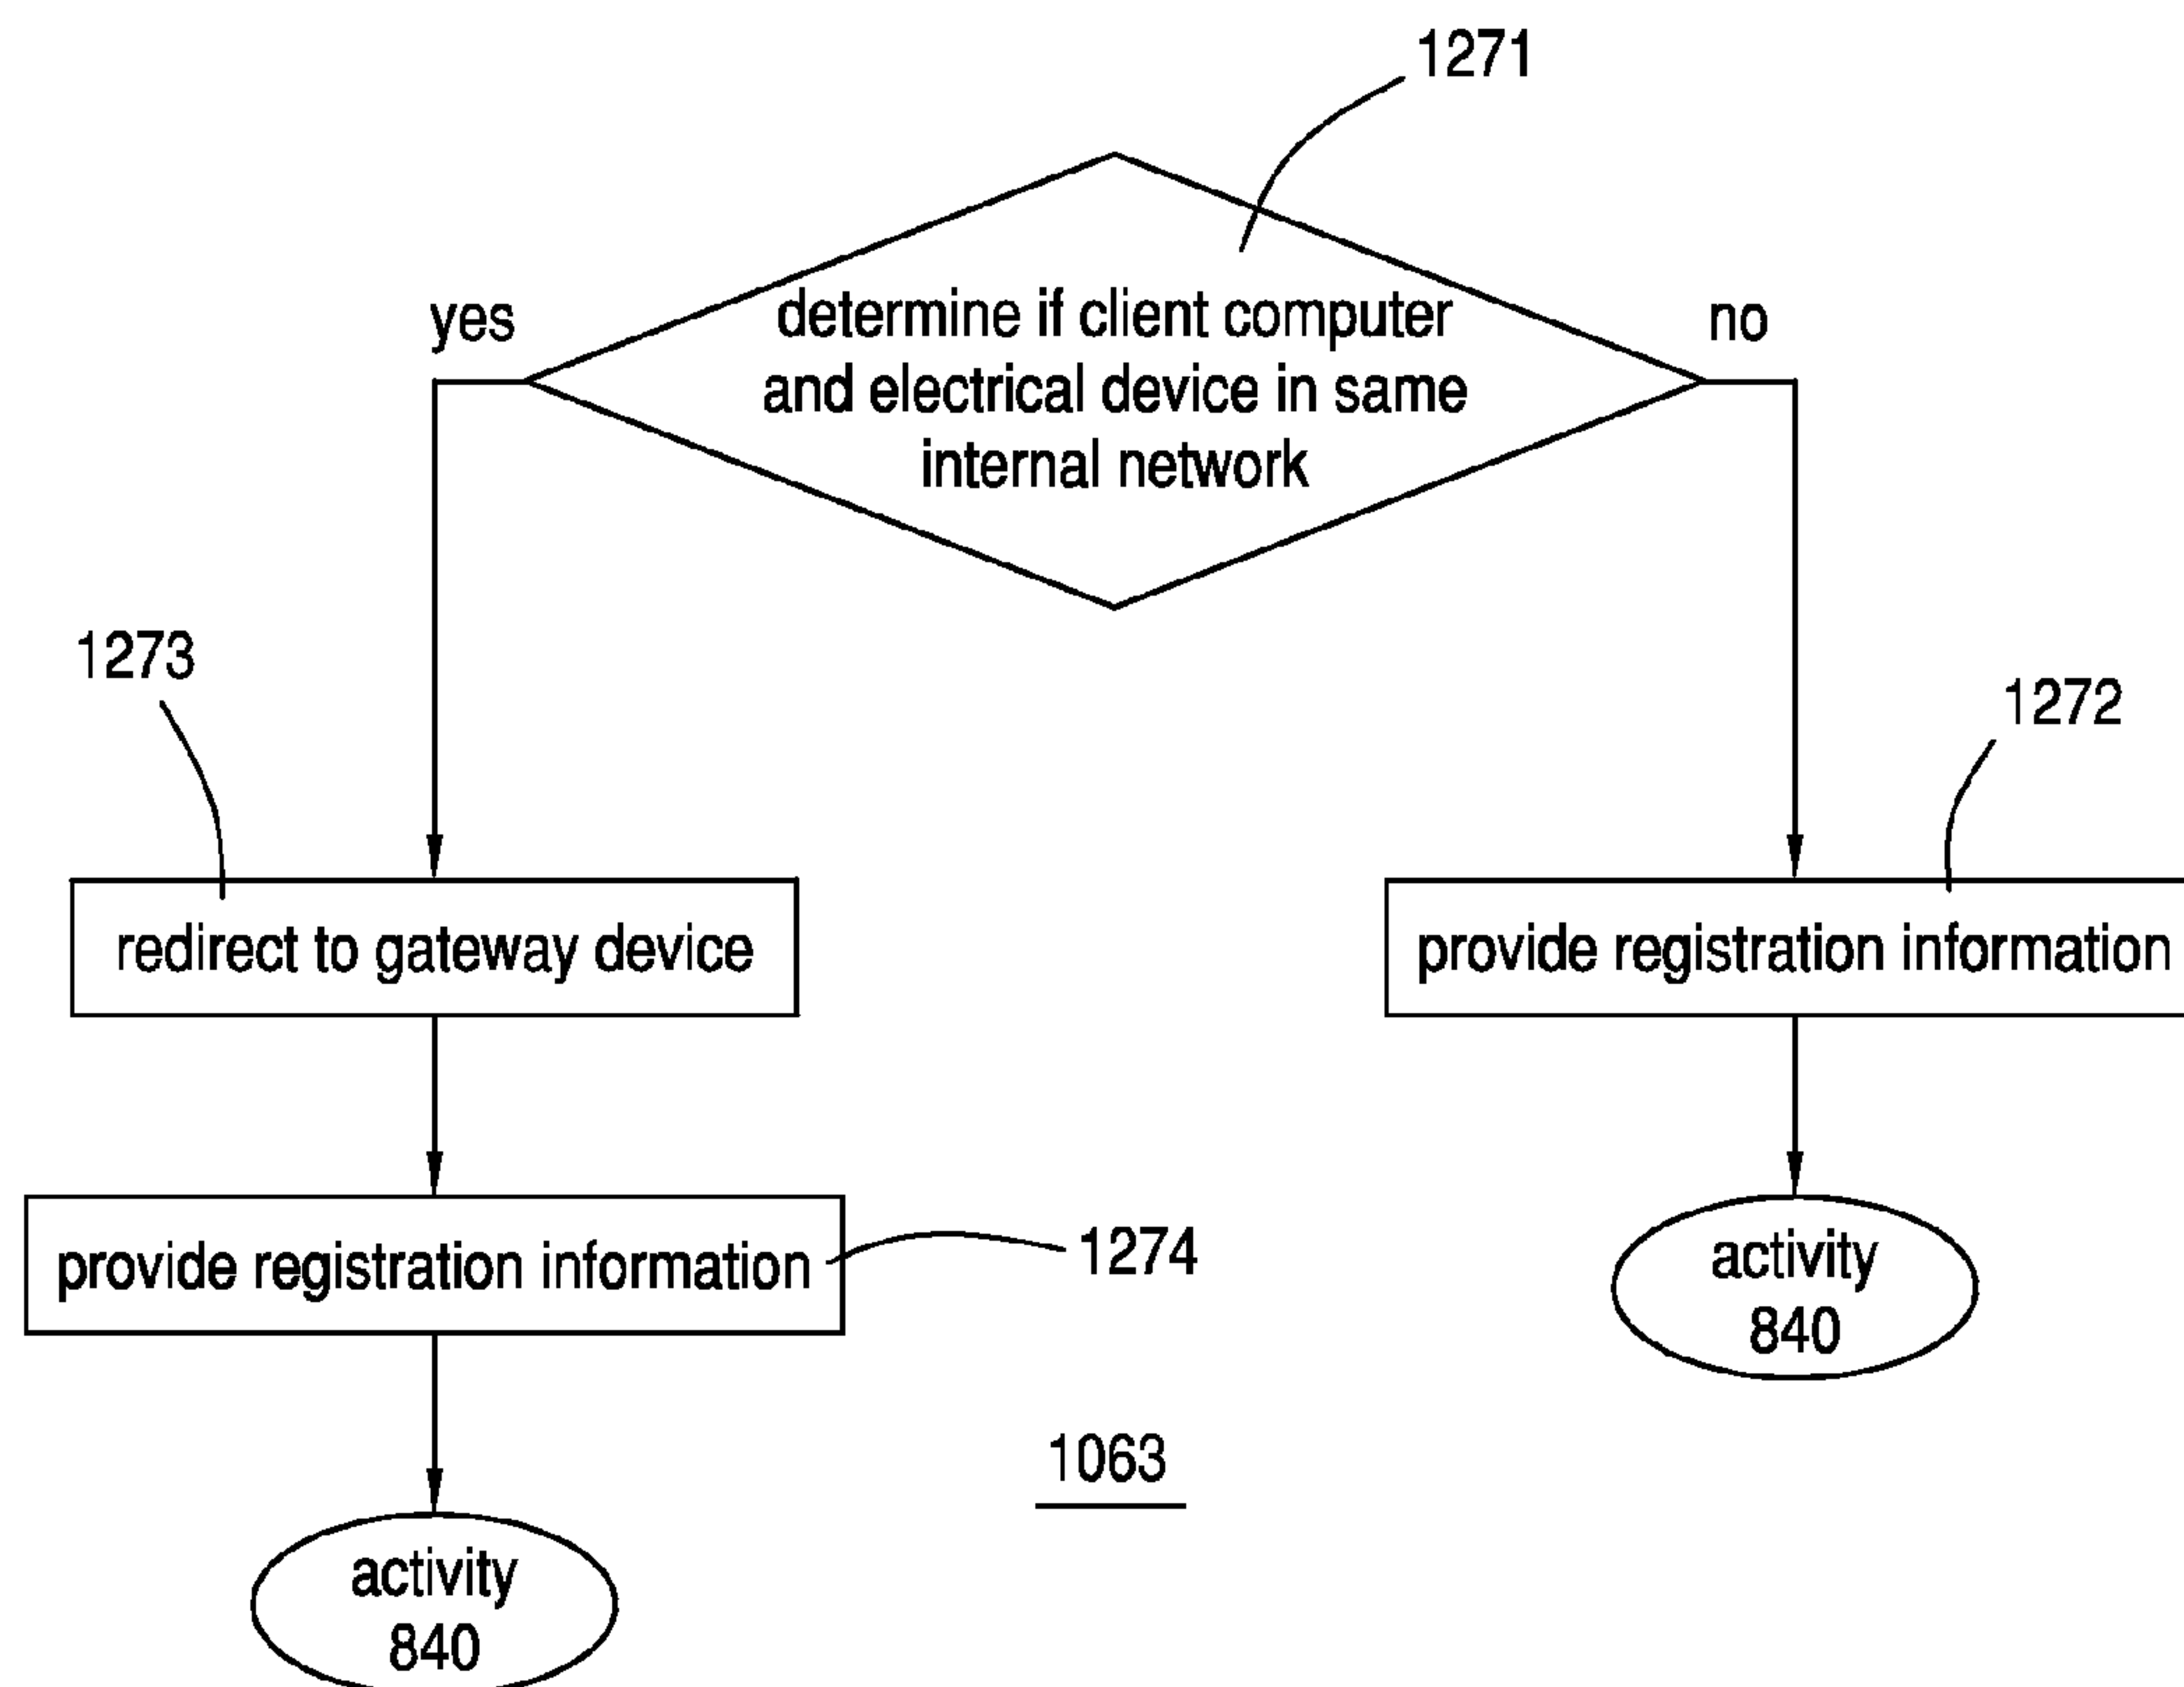 1271
yes
no
determine if client computer
and electrical device in same
internal network
1273
1272
redirect to gateway device
provide registration information
provide registration information
1274
activity
840
1063
activity
840